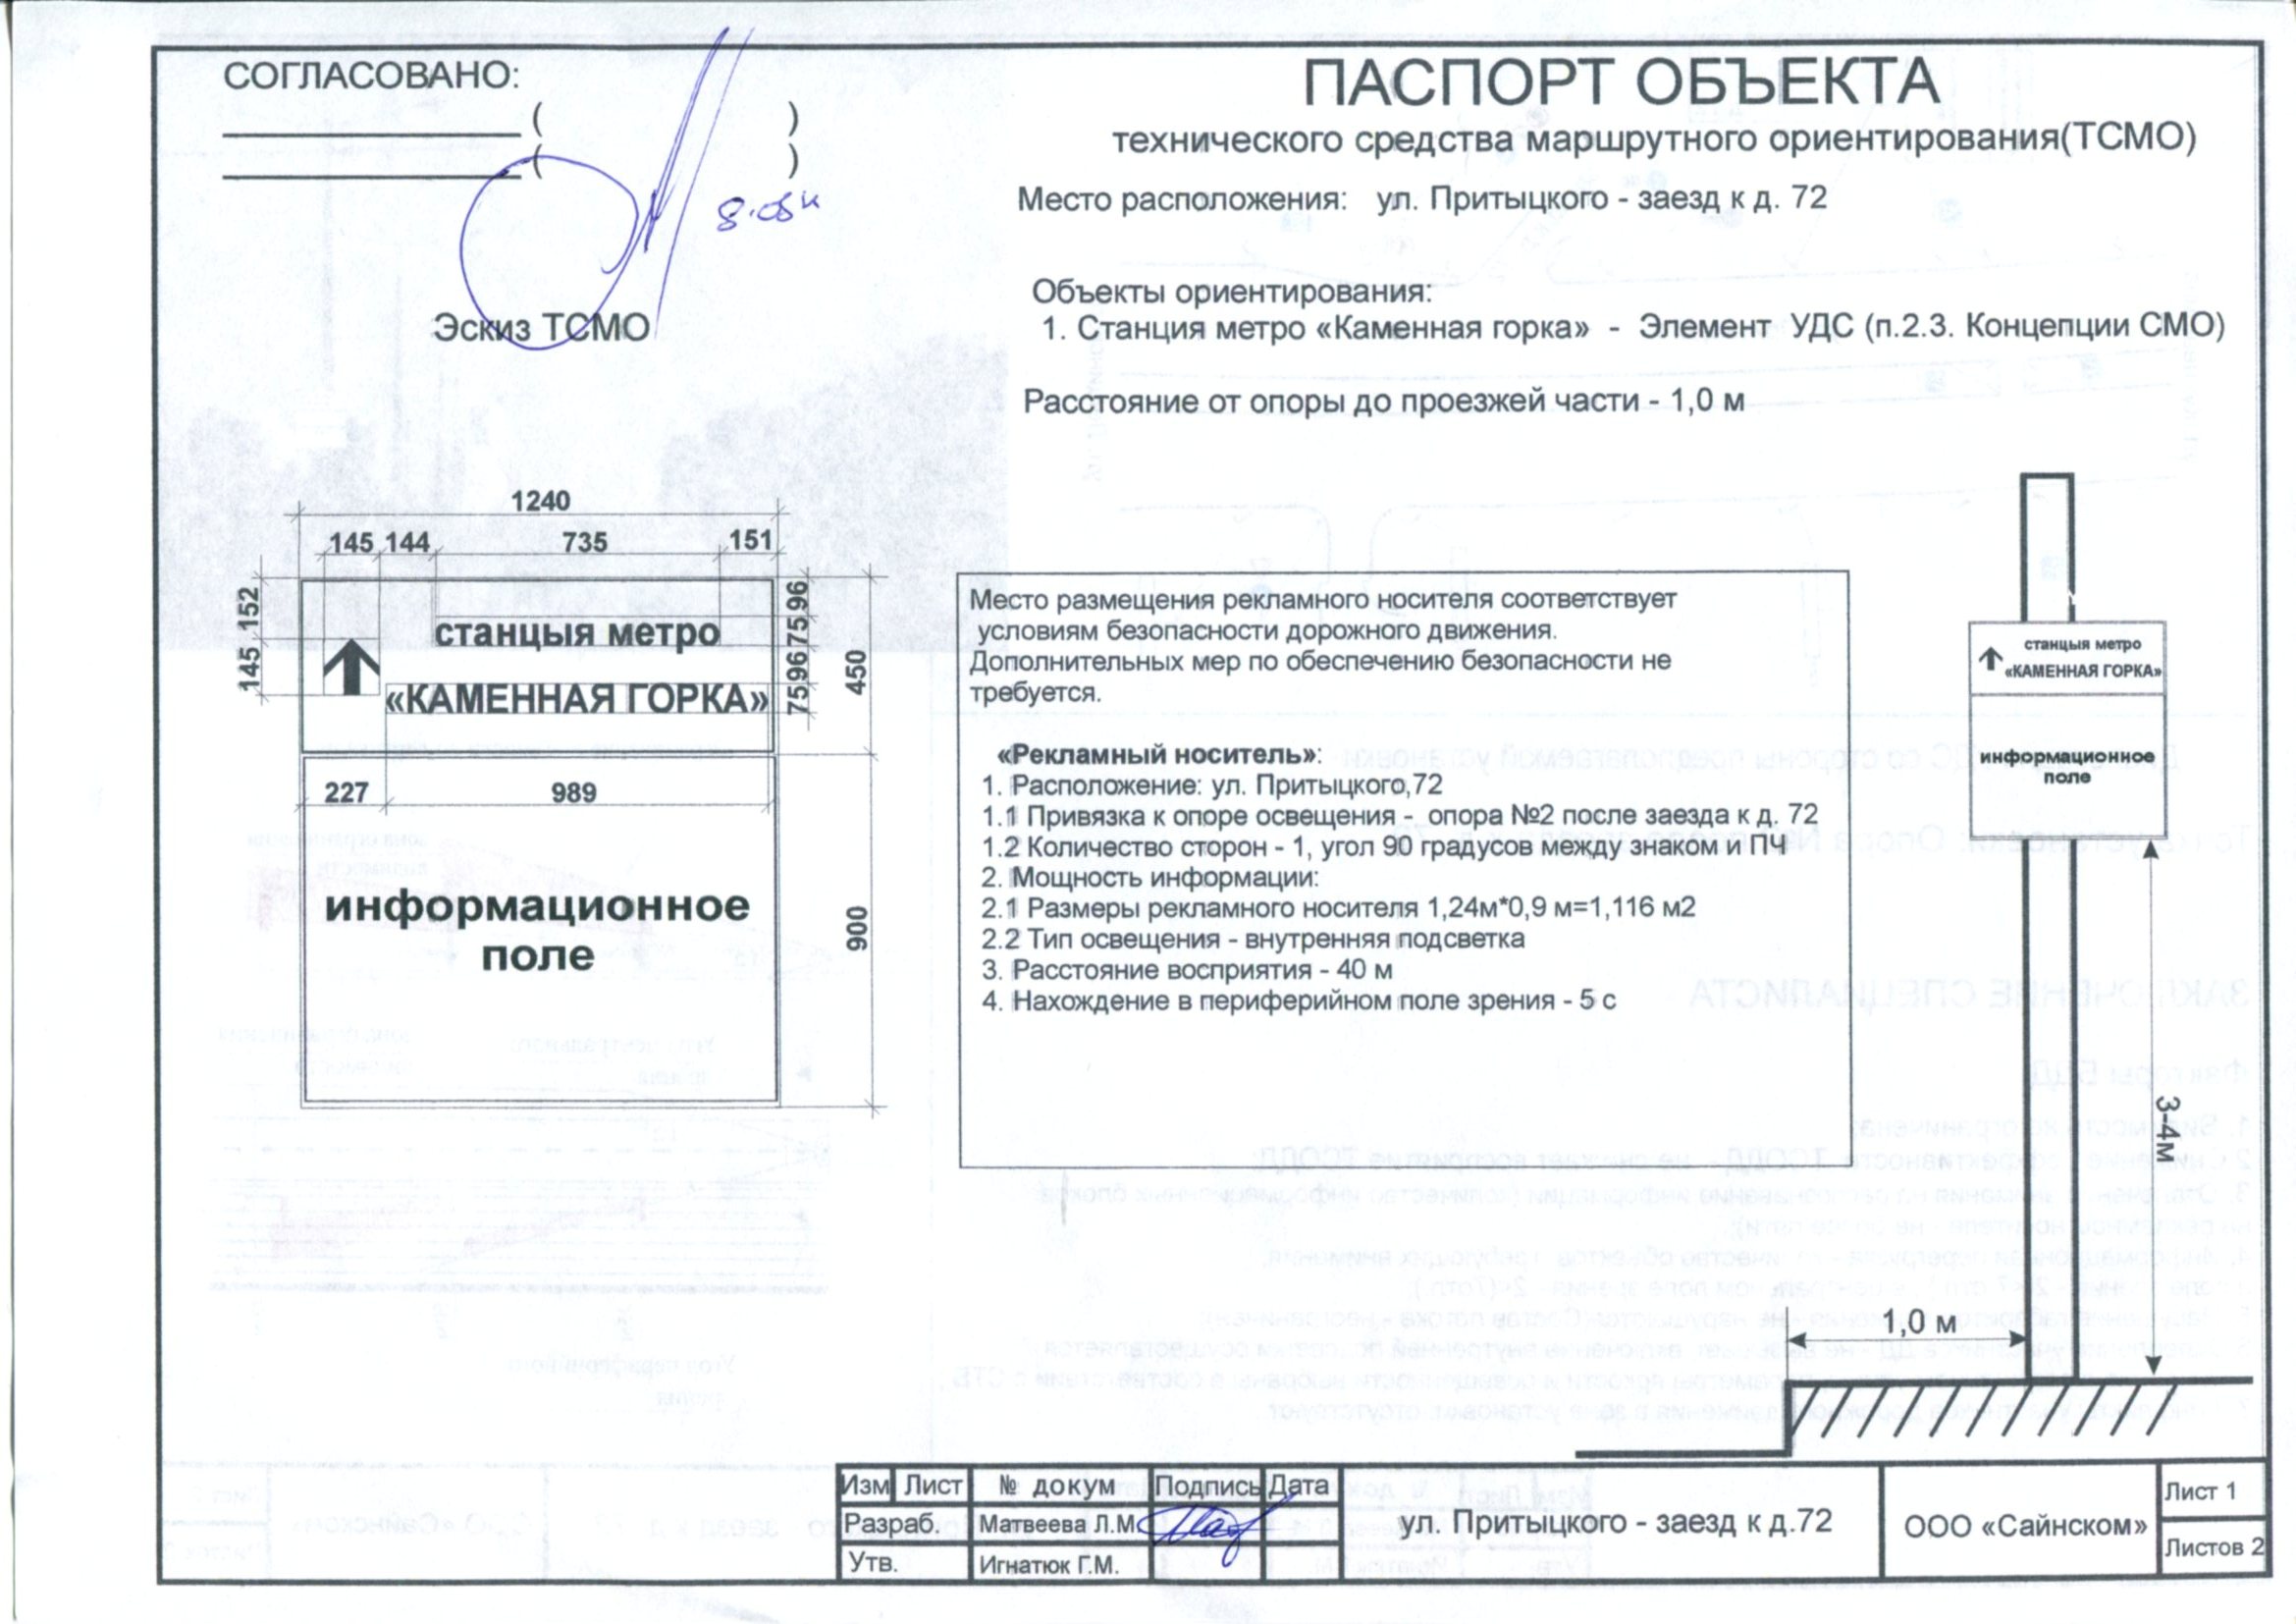 СОГЛАСОВАНО:
( )
( )
Эскиз ТСМО
ПАСПОРТ ОБЪЕКТА
технического средства маршрутного ориентирования(ТСМО)
Место расположения: ул. Притыцкого - заезд к д. 72
Объекты ориентирования:
1. Станция метро «Каменная горка» - Элемент УДС (п.2.3. Концепции СМО)
Расстояние от опоры до проезжей части - 1,0 м
1240
145 144 735 151
152
145
станцыя метро
«КАМЕННАЯ ГОРКА»
96
75
96
75
450
227 989
информационное
поле
900
Место размещения рекламного носителя соответствует
условиям безопасности дорожного движения.
Дополнительных мер по обеспечению безопасности не
требуется.
«Рекламный носитель»:
1. Расположение: ул. Притыцкого,72
1.1 Привязка к опоре освещения - опора №2 после заезда к д. 72
1.2 Количество сторон - 1, угол 90 градусов между знаком и ПЧ
2. Мощность информации:
2.1 Размеры рекламного носителя 1,24м*0,9 м=1,116 м2
2.2 Тип освещения - внутренняя подсветка
3. Расстояние восприятия - 40 м
4. Нахождение в периферийном поле зрения - 5 с
станцыя метро
«КАМЕННАЯ ГОРКА»
информационное
поле
3-4м
1,0 м
Изм Лист № докум Подпись Дата
Разраб. Матвеева Л.М.
Утв. Игнатюк Г.М.
ул. Притыцкого - заезд к д.72
ООО «Сайнском»
Лист 1
Листов 2